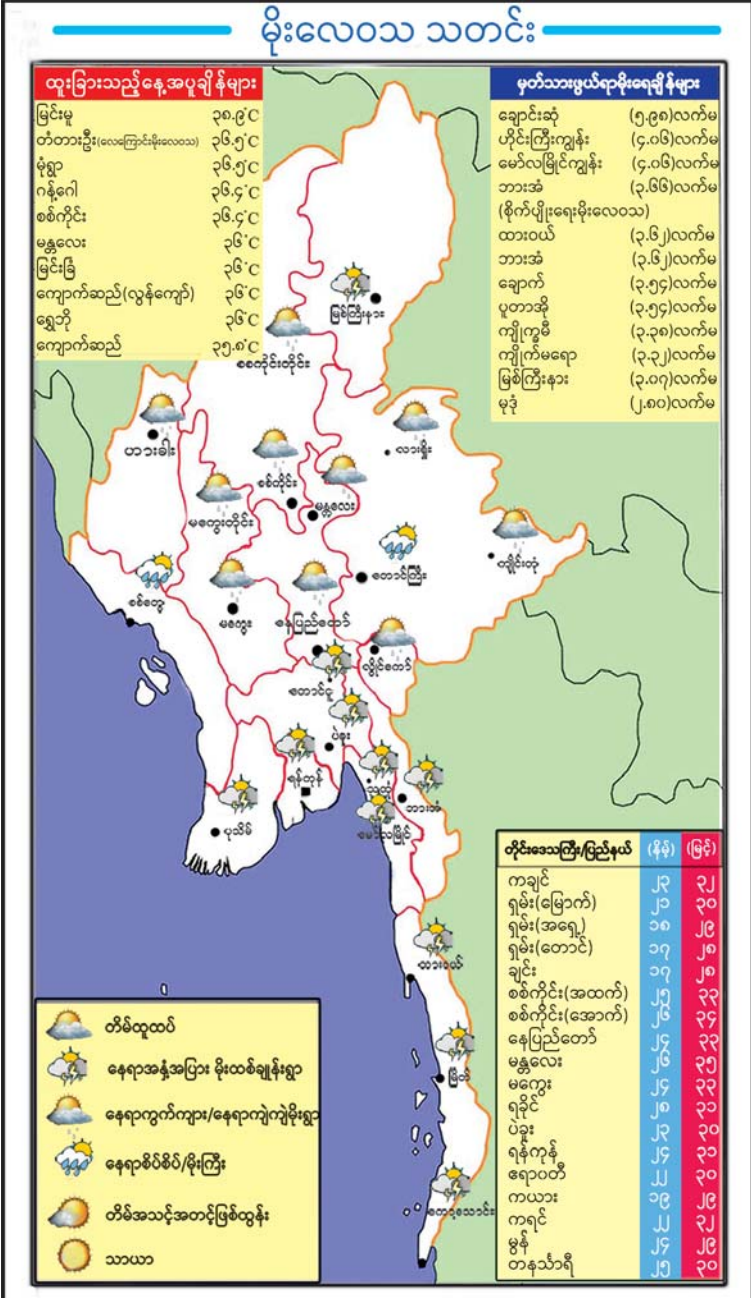 မိုးလေဝသ သတင်း
ထူးခြားသည့်နေ့အပူချိန်များ
မြင်းမူ ၃၈.၉°C
တံတားဦး(လေကြောင်းမိုးလေဝသ) ၃၆.၅°C
မုံရွာ ၃၆.၅°C
ဂန့်ဂေါ ၃၆.၄°C
စစ်ကိုင်း ၃၆.၄°C
မန္တလေး ၃၆°C
မြင်းခြံ ၃၆°C
ကျောက်ဆည်(လွန်ကျော်) ၃၆°C
ရွှေဘို ၃၆°C
ကျောက်ဆည် ၃၅.၈°C
မှတ်သားဖွယ်ရာမိုးရေချိန်များ
ချောင်းဆုံ (၅.၉၈)လက်မ
ဟိုင်းကြီးကျွန်း (၄.၀၆)လက်မ
မော်လမြိုင်ကျွန်း (၄.၀၆)လက်မ
ဘားအံ (၃.၆၆)လက်မ
(စိုက်ပျိုးရေးမိုးလေဝသ)
ထားဝယ် (၃.၆၂)လက်မ
ဘားအံ (၃.၆၂)လက်မ
ချောက် (၃.၅၄)လက်မ
ပူတာအို (၃.၅၄)လက်မ
ကျိုက္ခမီ (၃.၃၈)လက်မ
ကျိုက်မရော (၃.၃၂)လက်မ
မြစ်ကြီးနား (၃.၀၇)လက်မ
မုဒုံ (၂.၈၀)လက်မ
မြစ်ကြီးနား
စစ်ကိုင်းတိုင်း
ဟားခါး
လားရှိုး
စစ်ကိုင်း
မန္တလေး
မကွေးတိုင်း
ကျိုင်းတုံ
တောင်ကြီး
စစ်တွေ
မကွေး
နေပြည်တော်
လွိုင်ကော်
တောင်ငူ
ပဲခူး
ရန်ကုန်
သထုံ
ဘားအံ
ပုသိမ်
မော်လမြိုင်
ထားဝယ်
မြိတ်
ကော့သောင်း
တိမ်ထူထပ်
နေရာအနှံ့အပြား မိုးထစ်ချုန်းရွာ
နေရာကွက်ကျား/နေရာကျဲကျဲမိုးရွာ
နေရာစိပ်စိပ်/မိုးကြီး
တိမ်အသင့်အတင့်ဖြစ်ထွန်း
သာယာ
တိုင်းဒေသကြီး/ပြည်နယ် (နိမ့်) (မြင့်)
ကချင် ၂၃ ၃၂
ရှမ်း(မြောက်) ၂၁ ၃၀
ရှမ်း(အရှေ့) ၁၈ ၂၉
ရှမ်း(တောင်) ၁၇ ၂၈
ချင်း ၁၇ ၂၈
စစ်ကိုင်း(အထက်) ၂၅ ၃၃
စစ်ကိုင်း(အောက်) ၂၆ ၃၄
နေပြည်တော် ၂၄ ၃၃
မန္တလေး ၂၆ ၃၅
မကွေး ၂၄ ၃၃
ရခိုင် ၂၈ ၃၁
ပဲခူး ၂၃ ၃၀
ရန်ကုန် ၂၄ ၃၁
ဧရာဝတီ ၂၂ ၃၀
ကယား ၁၉ ၂၉
ကရင် ၂၂ ၃၂
မွန် ၂၄ ၂၉
တနင်္သာရီ ၂၅ ၃၀